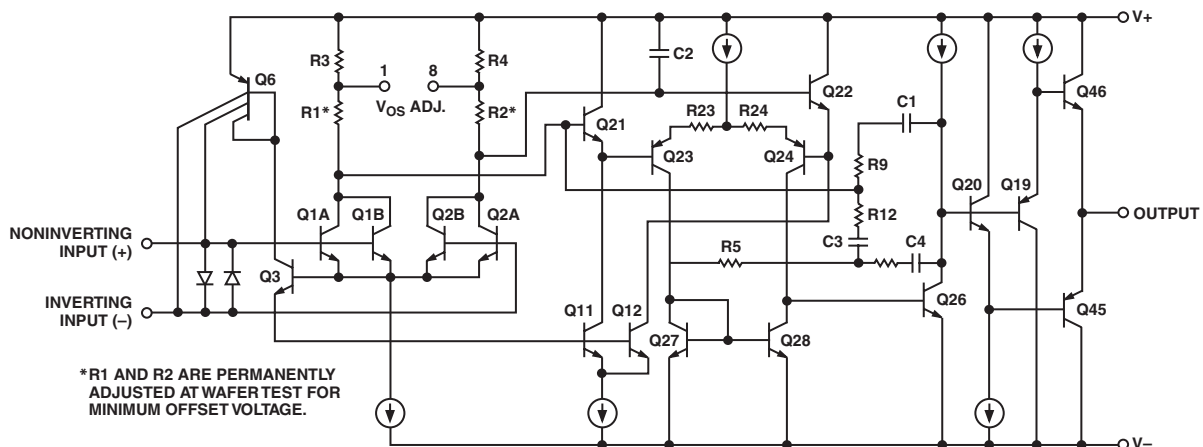 V+
Q6
R3
1
8
R4
C2
V_OS ADJ.
R1*
R2*
Q22
Q46
R23
R24
C1
Q21
Q23
Q24
R9
Q20
Q19
Q1A
Q1B
Q2B
Q2A
R12
OUTPUT
NONINVERTING
INPUT (+)
C3
C4
R5
Q3
INVERTING
INPUT (–)
Q26
Q45
Q11
Q12
Q27
Q28
*R1 AND R2 ARE PERMANENTLY
ADJUSTED AT WAFER TEST FOR
MINIMUM OFFSET VOLTAGE.
V–